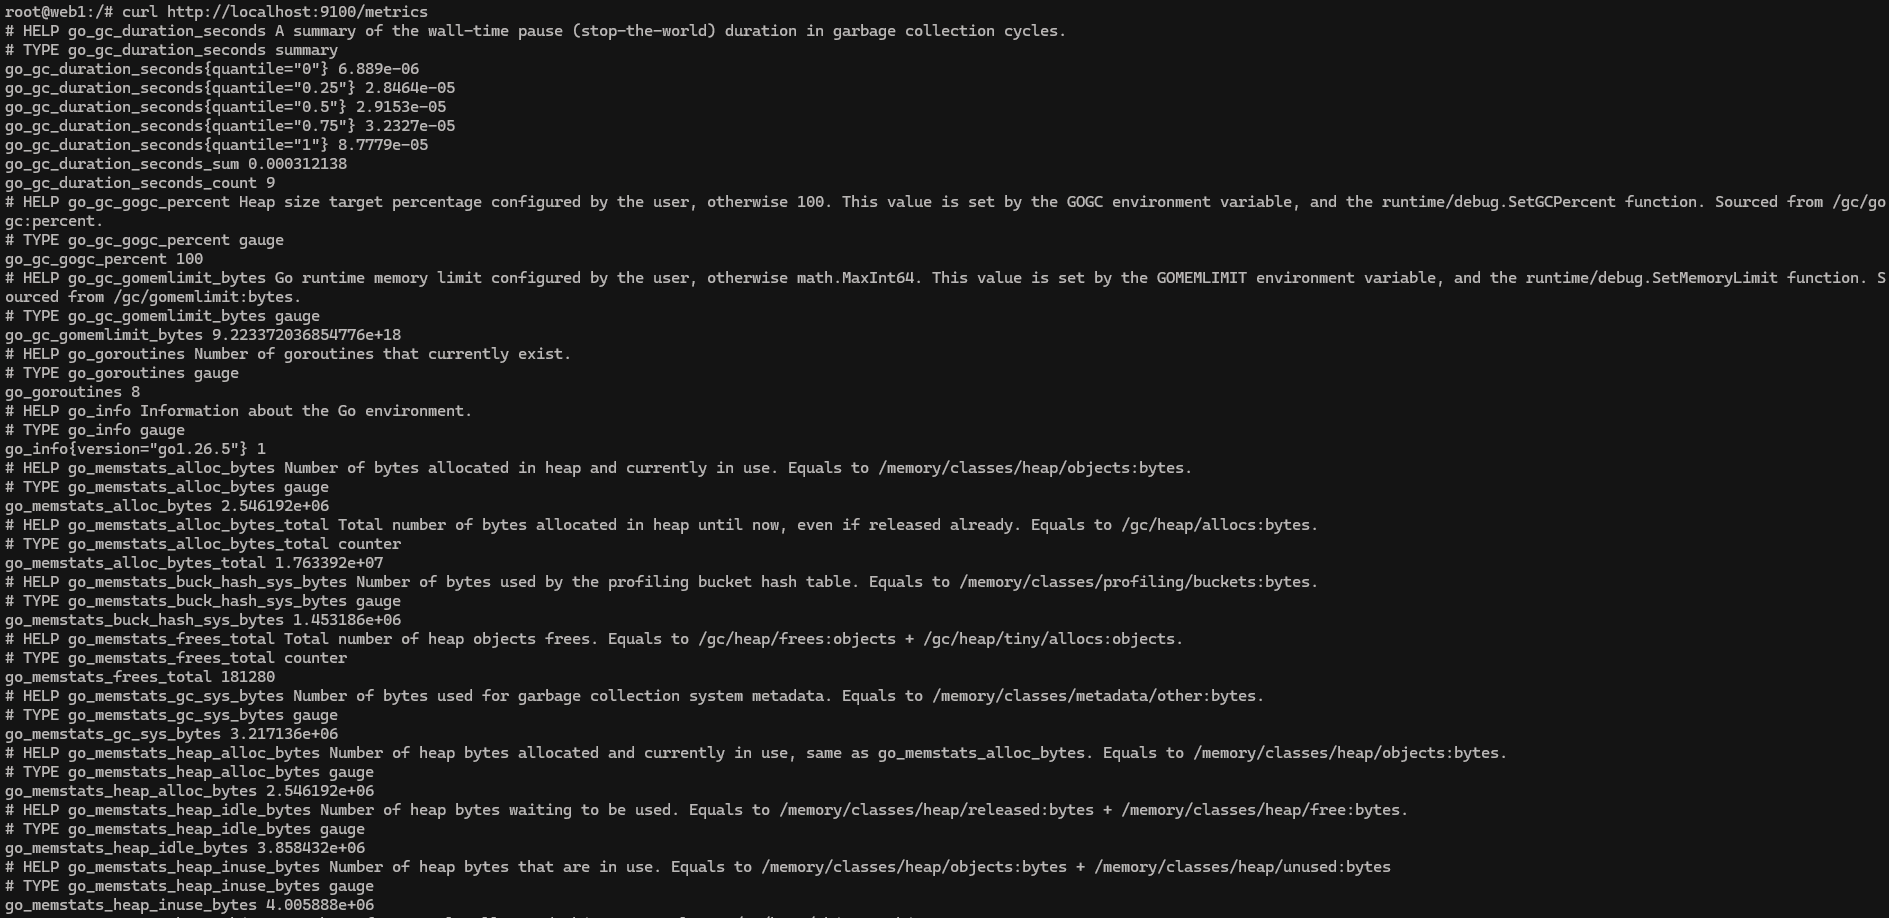 root@web1:/# curl http://localhost:9100/metrics
# HELP go_gc_duration_seconds A summary of the wall-time pause (stop-the-world) duration in garbage collection cycles.
# TYPE go_gc_duration_seconds summary
go_gc_duration_seconds{quantile="0"} 6.889e-06
go_gc_duration_seconds{quantile="0.25"} 2.8464e-05
go_gc_duration_seconds{quantile="0.5"} 2.9153e-05
go_gc_duration_seconds{quantile="0.75"} 3.2327e-05
go_gc_duration_seconds{quantile="1"} 8.7779e-05
go_gc_duration_seconds_sum 0.000312138
go_gc_duration_seconds_count 9
# HELP go_gc_gogc_percent Heap size target percentage configured by the user, otherwise 100. This value is set by the GOGC environment variable, and the runtime/debug.SetGCPercent function. Sourced from /gc/go
gc:percent.
# TYPE go_gc_gogc_percent gauge
go_gc_gogc_percent 100
# HELP go_gc_gomemlimit_bytes Go runtime memory limit configured by the user, otherwise math.MaxInt64. This value is set by the GOMEMLIMIT environment variable, and the runtime/debug.SetMemoryLimit function. S
ourced from /gc/gomemlimit:bytes.
# TYPE go_gc_gomemlimit_bytes gauge
go_gc_gomemlimit_bytes 9.223372036854776e+18
# HELP go_goroutines Number of goroutines that currently exist.
# TYPE go_goroutines gauge
go_goroutines 8
# HELP go_info Information about the Go environment.
# TYPE go_info gauge
go_info{version="go1.26.5"} 1
# HELP go_memstats_alloc_bytes Number of bytes allocated in heap and currently in use. Equals to /memory/classes/heap/objects:bytes.
# TYPE go_memstats_alloc_bytes gauge
go_memstats_alloc_bytes 2.546192e+06
# HELP go_memstats_alloc_bytes_total Total number of bytes allocated in heap until now, even if released already. Equals to /gc/heap/allocs:bytes.
# TYPE go_memstats_alloc_bytes_total counter
go_memstats_alloc_bytes_total 1.763392e+07
# HELP go_memstats_buck_hash_sys_bytes Number of bytes used by the profiling bucket hash table. Equals to /memory/classes/profiling/buckets:bytes.
# TYPE go_memstats_buck_hash_sys_bytes gauge
go_memstats_buck_hash_sys_bytes 1.453186e+06
# HELP go_memstats_frees_total Total number of heap objects frees. Equals to /gc/heap/frees:objects + /gc/heap/tiny/allocs:objects.
# TYPE go_memstats_frees_total counter
go_memstats_frees_total 181280
# HELP go_memstats_gc_sys_bytes Number of bytes used for garbage collection system metadata. Equals to /memory/classes/metadata/other:bytes.
# TYPE go_memstats_gc_sys_bytes gauge
go_memstats_gc_sys_bytes 3.217136e+06
# HELP go_memstats_heap_alloc_bytes Number of heap bytes allocated and currently in use, same as go_memstats_alloc_bytes. Equals to /memory/classes/heap/objects:bytes.
# TYPE go_memstats_heap_alloc_bytes gauge
go_memstats_heap_alloc_bytes 2.546192e+06
# HELP go_memstats_heap_idle_bytes Number of heap bytes waiting to be used. Equals to /memory/classes/heap/released:bytes + /memory/classes/heap/free:bytes.
# TYPE go_memstats_heap_idle_bytes gauge
go_memstats_heap_idle_bytes 3.858432e+06
# HELP go_memstats_heap_inuse_bytes Number of heap bytes that are in use. Equals to /memory/classes/heap/objects:bytes + /memory/classes/heap/unused:bytes
# TYPE go_memstats_heap_inuse_bytes gauge
go_memstats_heap_inuse_bytes 4.005888e+06